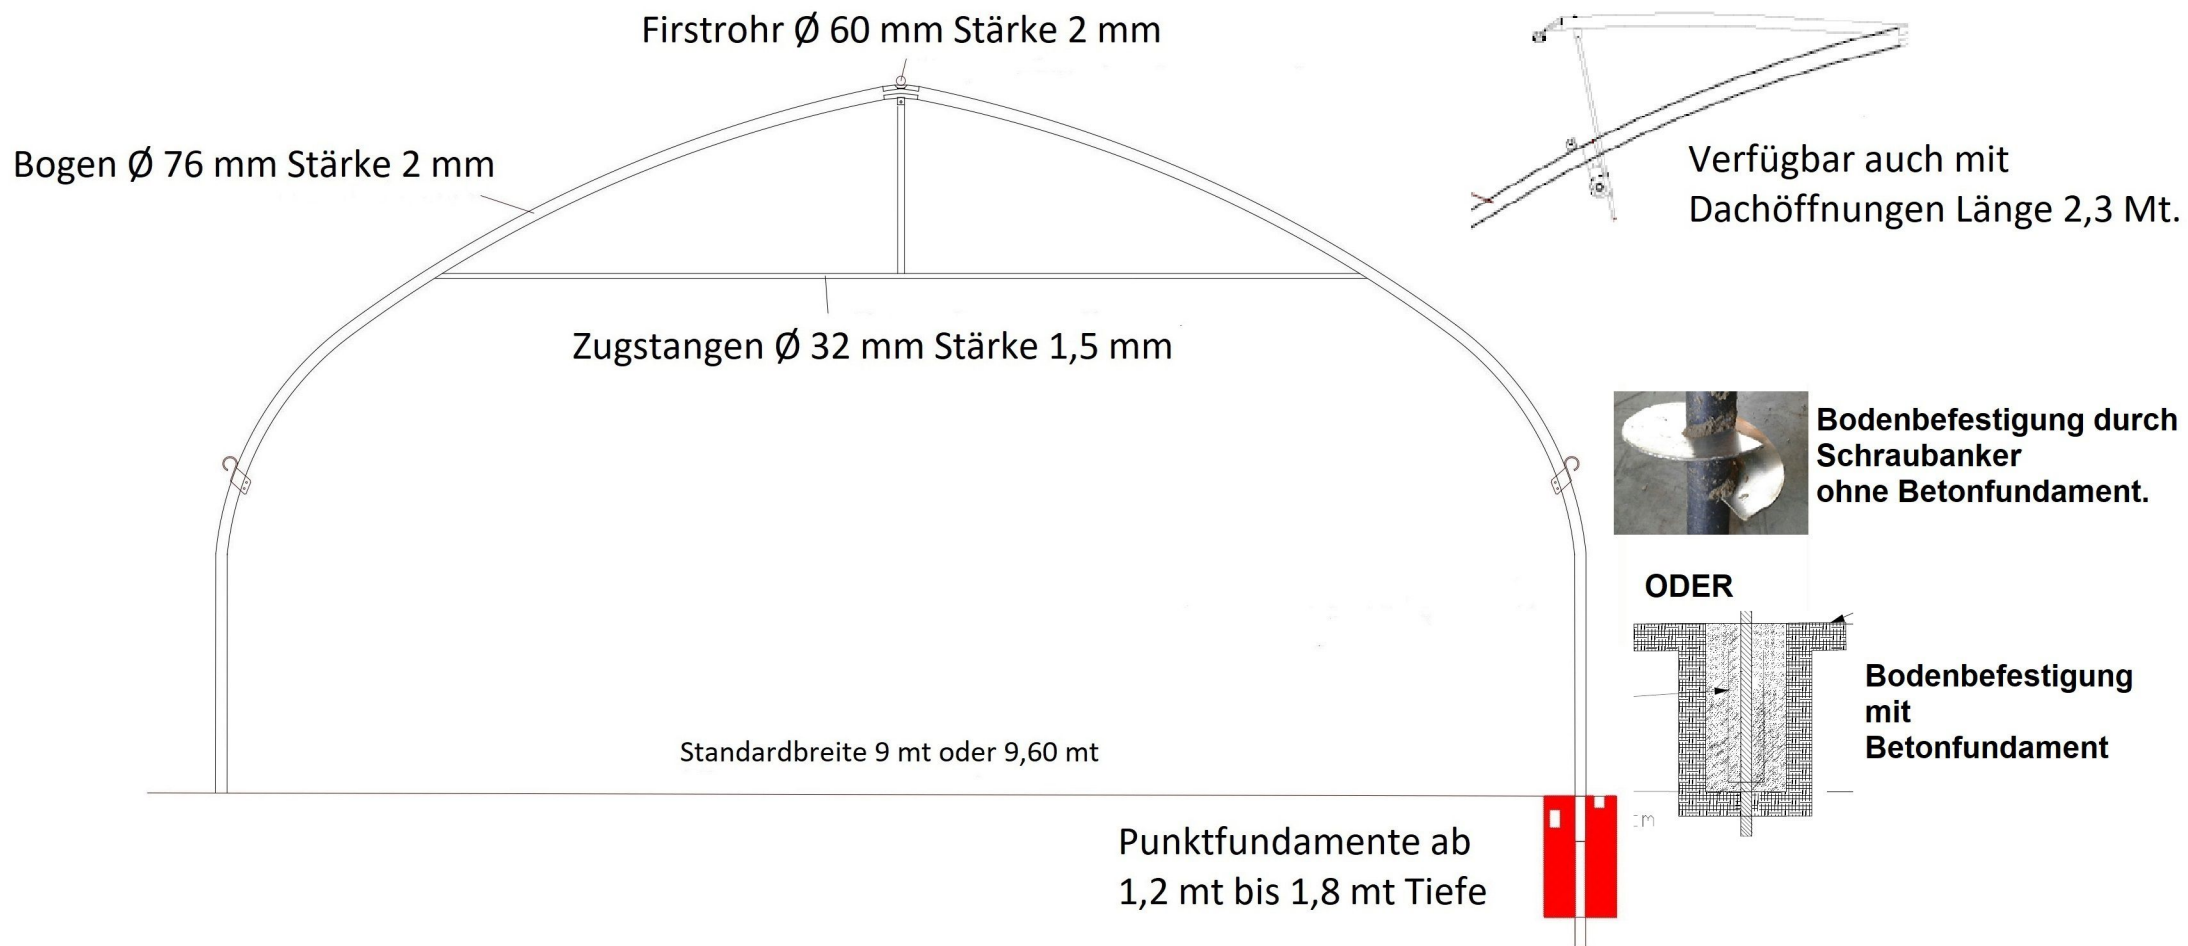 Firstrohr Ø 60 mm Stärke 2 mm
Bogen Ø 76 mm Stärke 2 mm
Verfügbar auch mit
Dachöffnungen Länge 2,3 Mt.
Zugstangen Ø 32 mm Stärke 1,5 mm
Bodenbefestigung durch
Schraubanker
ohne Betonfundament.
ODER
Bodenbefestigung
mit
Betonfundament
Standardbreite 9 mt oder 9,60 mt
Punktfundamente ab
1,2 mt bis 1,8 mt Tiefe